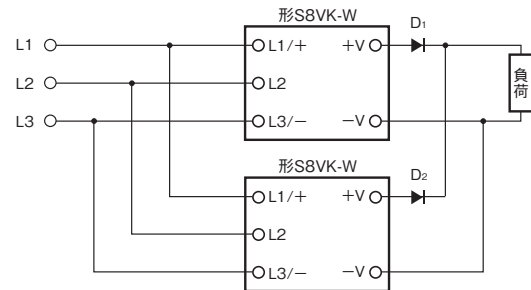 形S8VK-W
D1
L1
L1/+
+V
L2
L2
負荷
L3
L3/−
−V
形S8VK-W
D2
L1/+
+V
L2
L3/−
−V